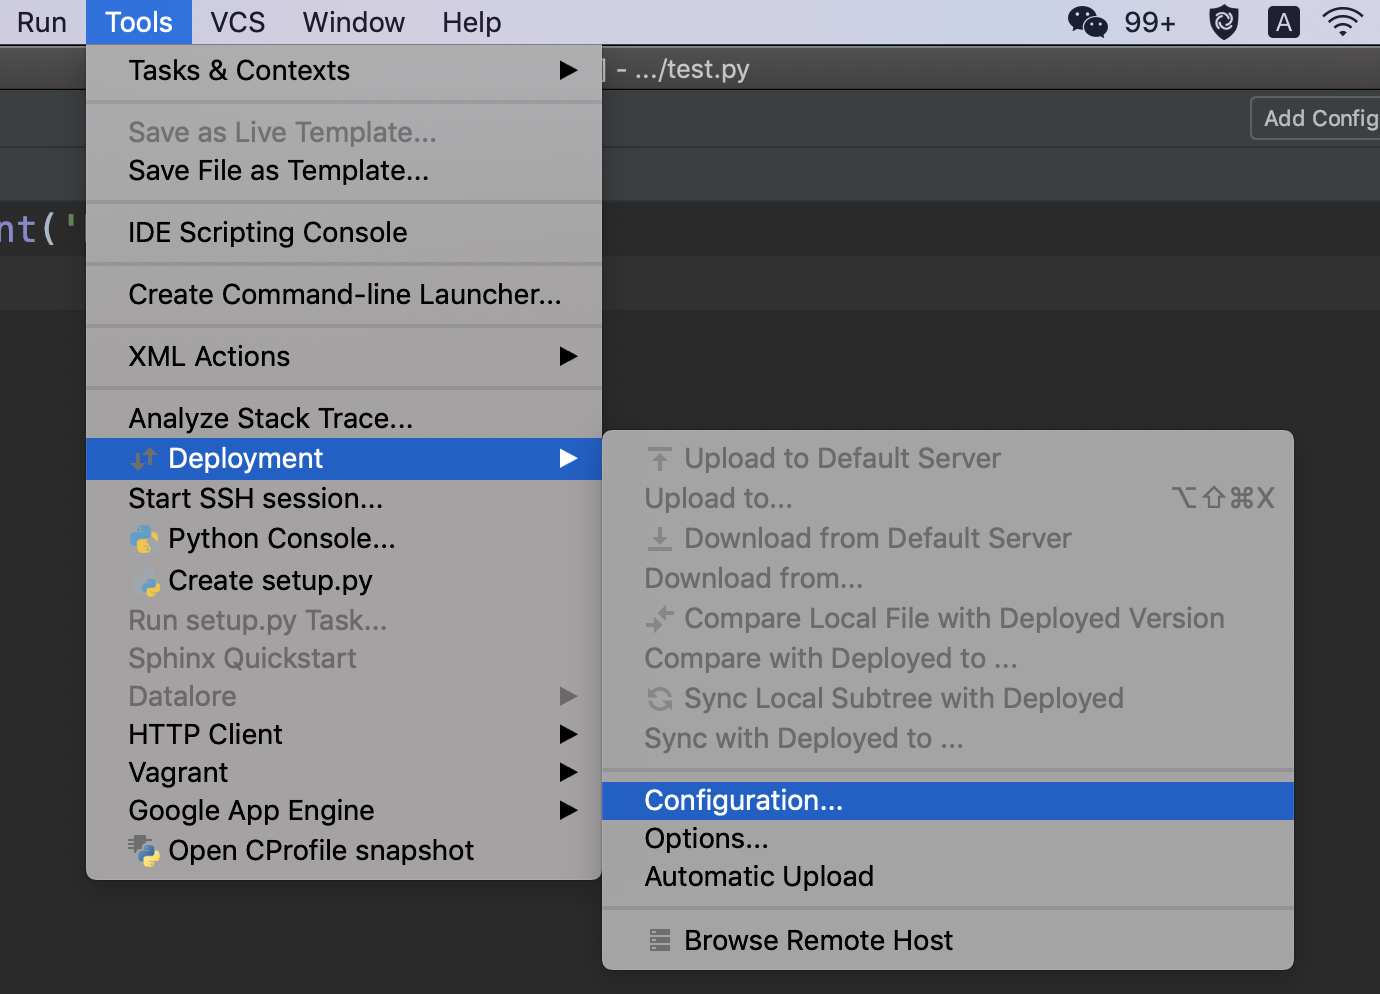 Run Tools VCS Window Help 99+ A
] - .../test.py
Add Config
nt('
Tasks & Contexts
Save as Live Template...
Save File as Template...
IDE Scripting Console
Create Command-line Launcher...
XML Actions
Analyze Stack Trace...
Deployment
Start SSH session...
Python Console...
Create setup.py
Run setup.py Task...
Sphinx Quickstart
Datalore
HTTP Client
Vagrant
Google App Engine
Open CProfile snapshot
Upload to Default Server
Upload to... ⌥⇧⌘X
Download from Default Server
Download from...
Compare Local File with Deployed Version
Compare with Deployed to ...
Sync Local Subtree with Deployed
Sync with Deployed to ...
Configuration...
Options...
Automatic Upload
Browse Remote Host